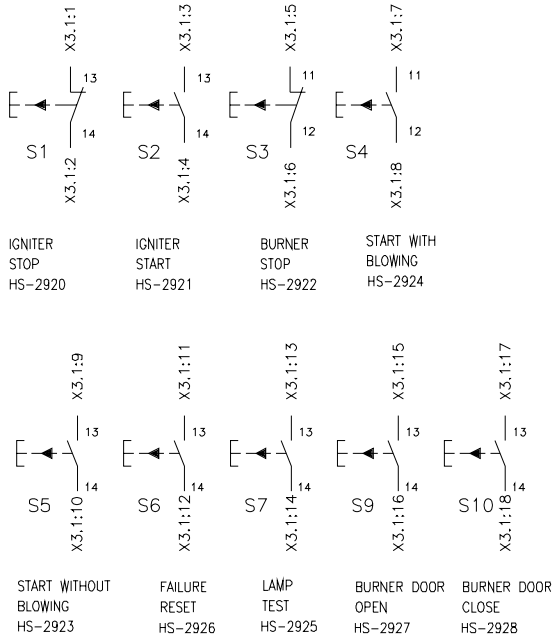 X3.1:1 X3.1:3 X3.1:5 X3.1:7
13 13 11 11
14 14 12 12
S1 S2 S3 S4
X3.1:2 X3.1:4 X3.1:6 X3.1:8
IGNITER
STOP
HS-2920
IGNITER
START
HS-2921
BURNER
STOP
HS-2922
START WITH
BLOWING
HS-2924
X3.1:9 X3.1:11 X3.1:13 X3.1:15 X3.1:17
13 13 13 13 13
14 14 14 14 14
S5 S6 S7 S9 S10
X3.1:10 X3.1:12 X3.1:14 X3.1:16 X3.1:18
START WITHOUT
BLOWING
HS-2923
FAILURE
RESET
HS-2926
LAMP
TEST
HS-2925
BURNER DOOR
OPEN
HS-2927
BURNER DOOR
CLOSE
HS-2928